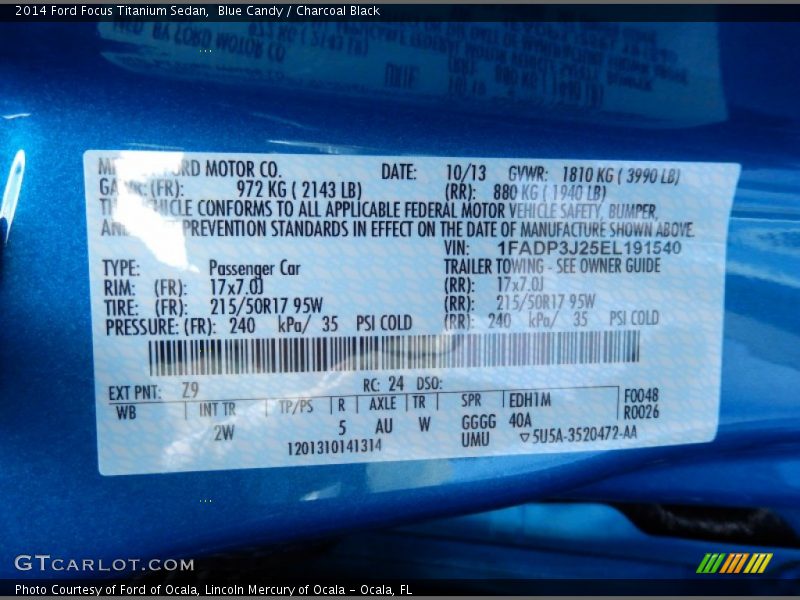 2014 Ford Focus Titanium Sedan, Blue Candy / Charcoal Black
FORD MOTOR CO. DATE: 10/13 GVWR: 1810 KG ( 3990 LB)
(FR): 972 KG ( 2143 LB) (RR): 880 KG ( 1940 LB)
CONFORMS TO ALL APPLICABLE FEDERAL MOTOR VEHICLE SAFETY, BUMPER,
PREVENTION STANDARDS IN EFFECT ON THE DATE OF MANUFACTURE SHOWN ABOVE.
VIN: 1FADP3J25EL191540
TYPE: Passenger Car TRAILER TOWING - SEE OWNER GUIDE
RIM: (FR): 17x7.0J (RR): 17x7.0J
TIRE: (FR): 215/50R17 95W (RR): 215/50R17 95W
PRESSURE: (FR): 240 kPa/ 35 PSI COLD (RR): 240 kPa/ 35 PSI COLD
EXT PNT: Z9 RC: 24 DSO:
WB INT TR TP/PS R AXLE TR SPR EDH1M F0048
2W 5 AU W GGGG 40A R0026
1201310141314 UMU ▽5U5A-3520472-AA
GTCARLOT.COM
Photo Courtesy of Ford of Ocala, Lincoln Mercury of Ocala - Ocala, FL